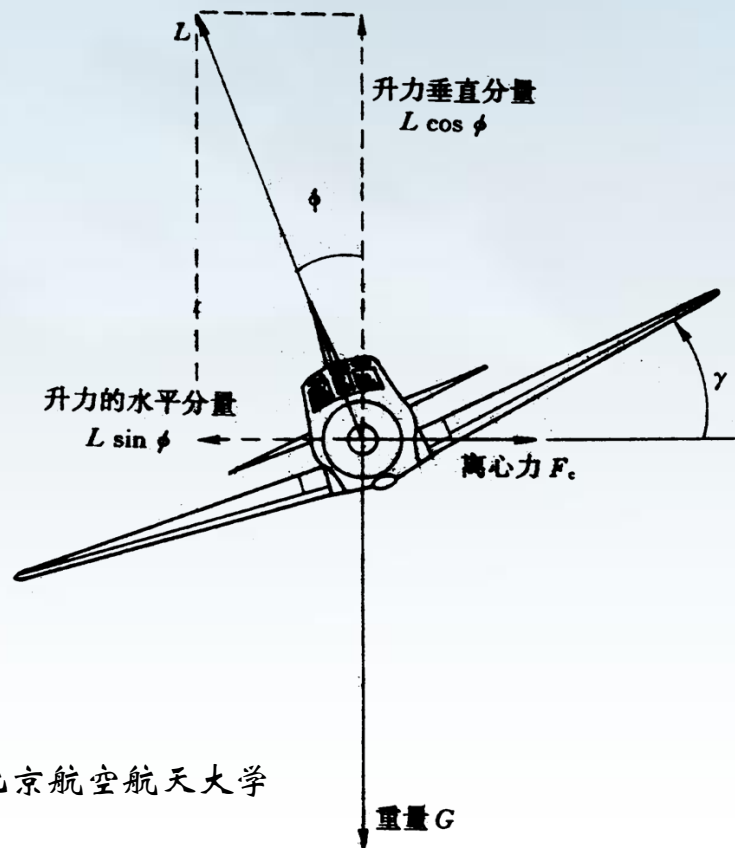 L
升力垂直分量
L cos ϕ
ϕ
γ
升力的水平分量
L sin ϕ
离心力 Fc
京航空航天大学
重量 G